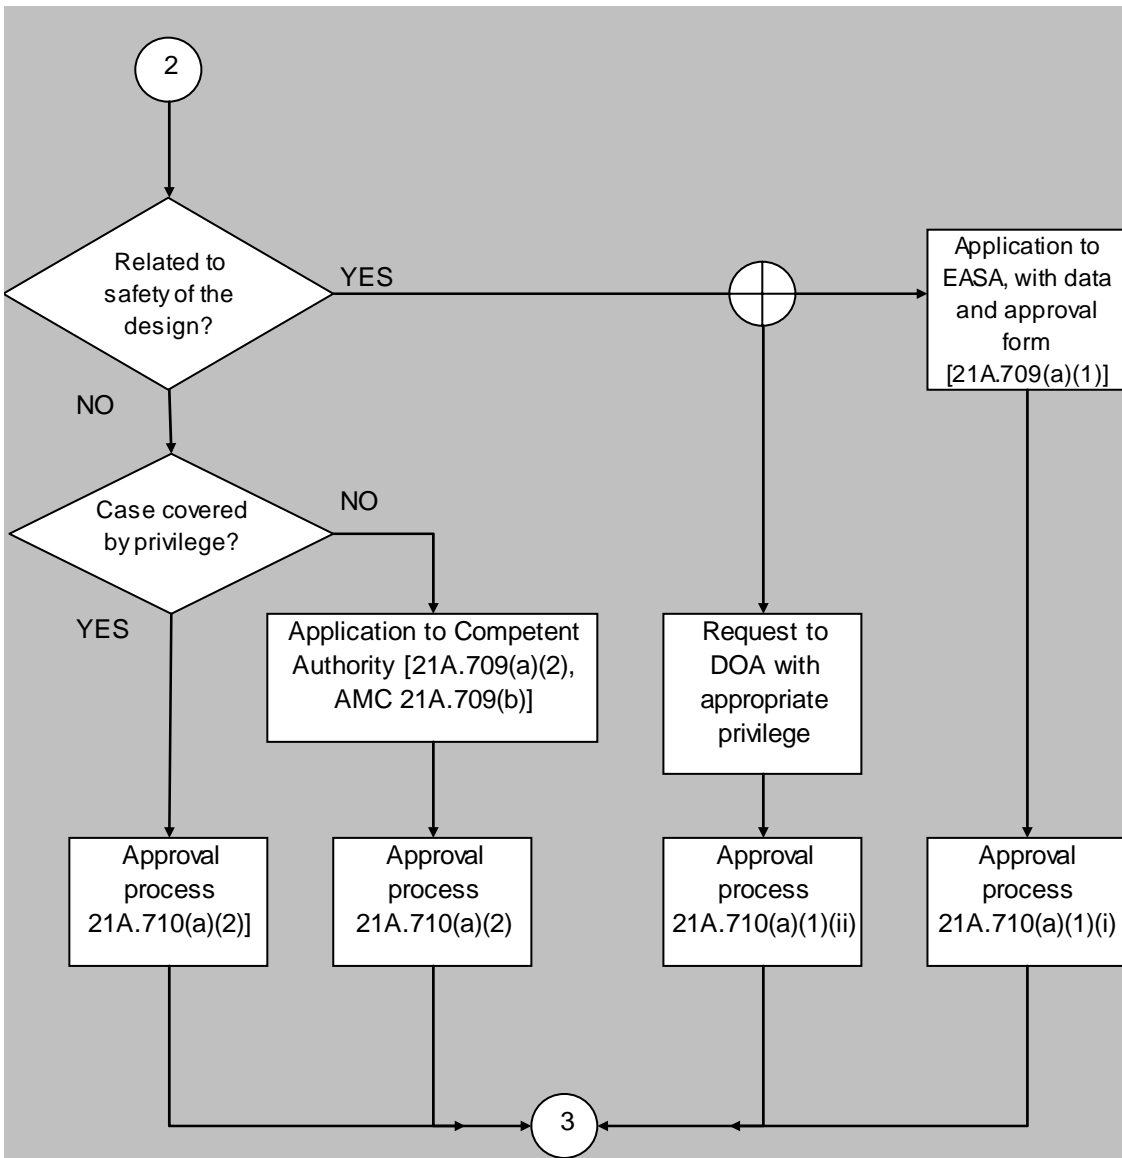 2
Related to
safety of the
design?
YES
Application to
EASA, with data
and approval
form
[21A.709(a)(1)]
NO
Case covered
by privilege?
NO
YES
Application to Competent
Authority [21A.709(a)(2),
AMC 21A.709(b)]
Request to
DOA with
appropriate
privilege
Approval
process
21A.710(a)(2)]
Approval
process
21A.710(a)(2)
Approval
process
21A.710(a)(1)(ii)
Approval
process
21A.710(a)(1)(i)
3